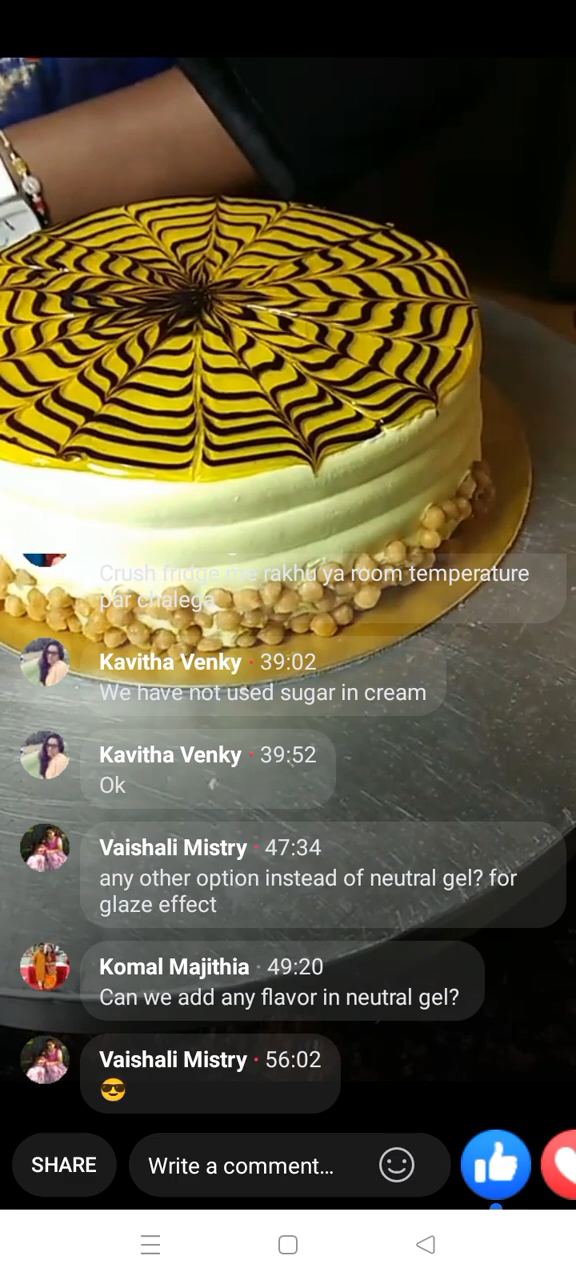 Crush fridge me rakhu ya room temperature
par chalega
Kavitha Venky · 39:02
We have not used sugar in cream
Kavitha Venky · 39:52
Ok
Vaishali Mistry · 47:34
any other option instead of neutral gel? for
glaze effect
Komal Majithia · 49:20
Can we add any flavor in neutral gel?
Vaishali Mistry · 56:02
😎
SHARE
Write a comment...